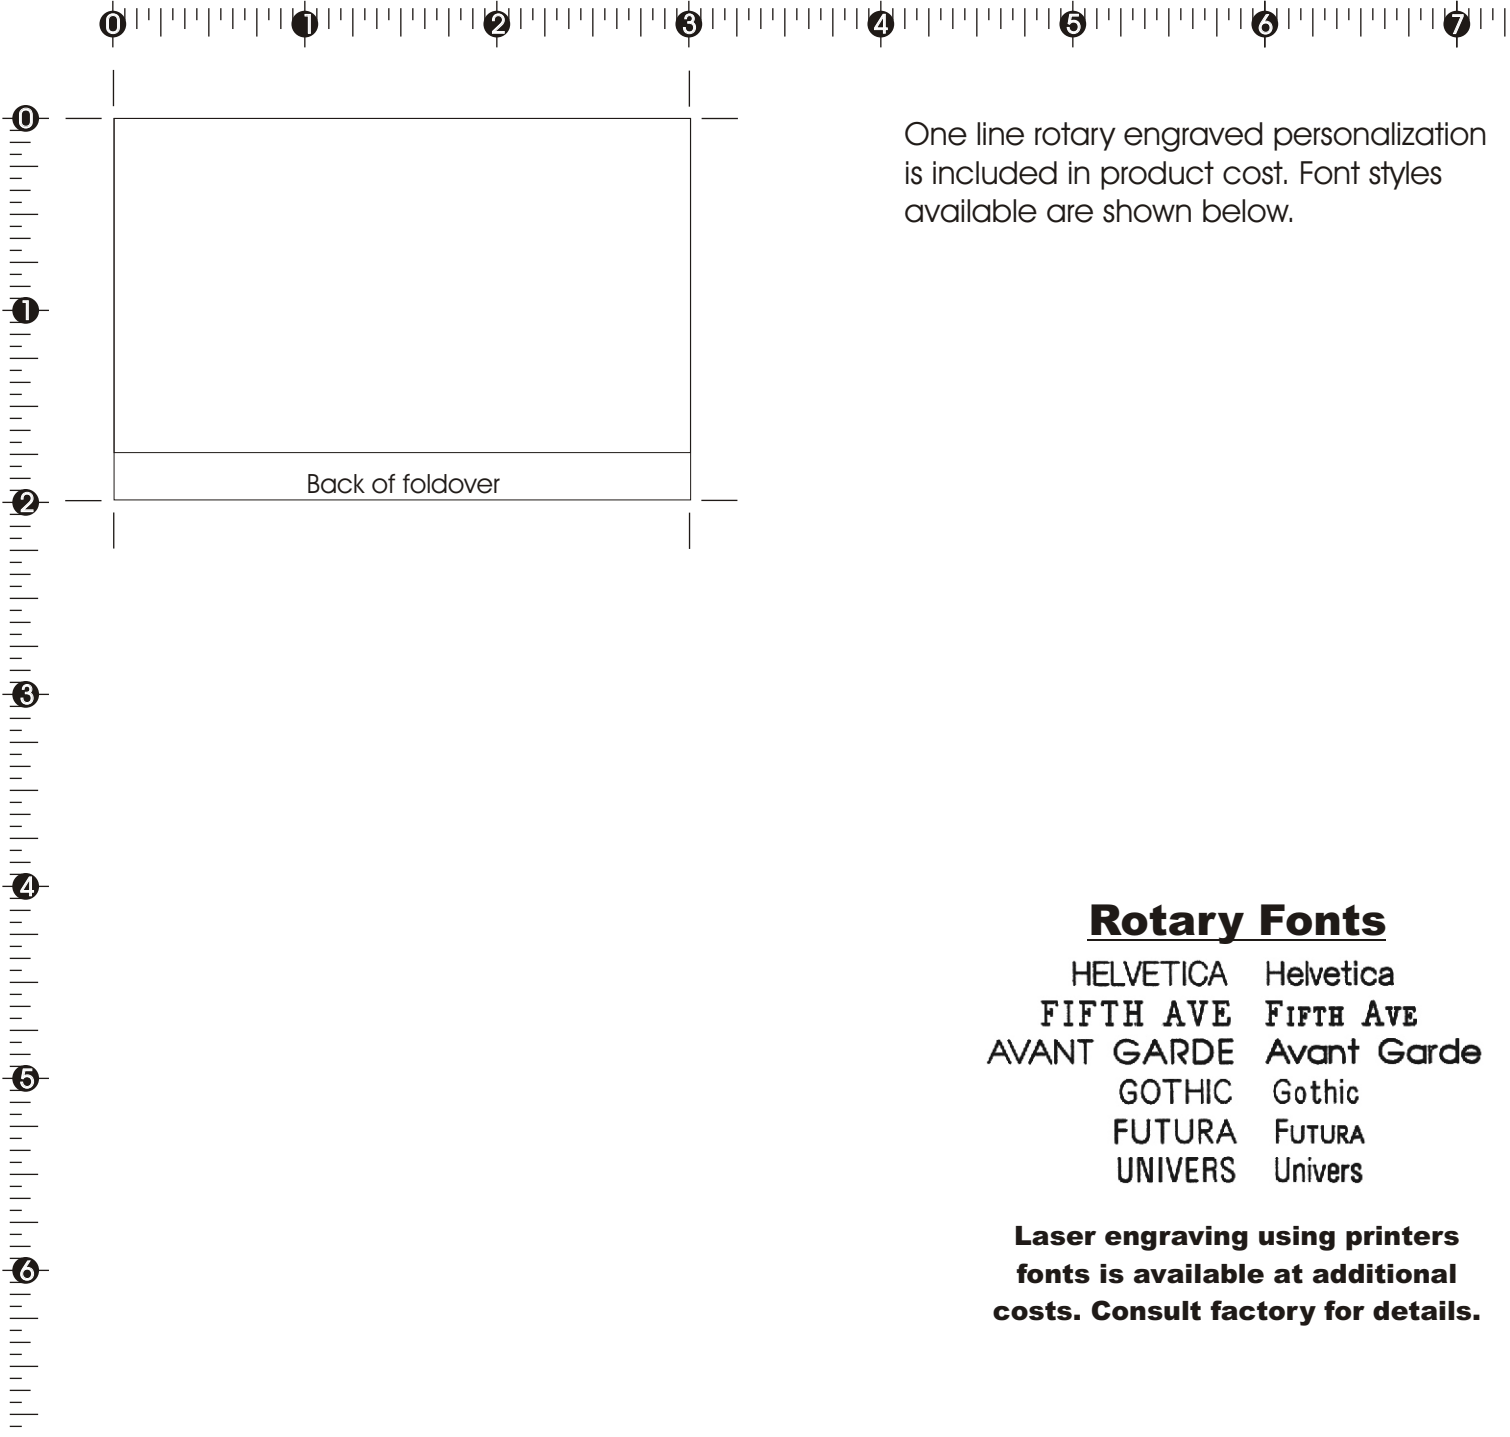 0 1 2 3 4 5 6 7
0
1
2
3
4
5
6
One line rotary engraved personalization
is included in product cost. Font styles
available are shown below.
Back of foldover
Rotary Fonts
HELVETICA Helvetica
FIFTH AVE FIFTH AVE
AVANT GARDE Avant Garde
GOTHIC Gothic
FUTURA FUTURA
UNIVERS Univers
Laser engraving using printers
fonts is available at additional
costs. Consult factory for details.